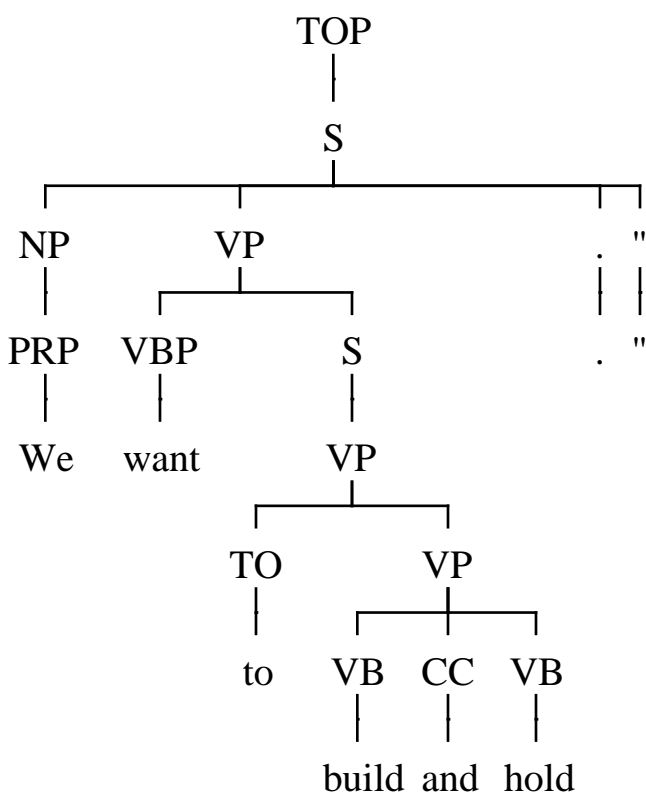 TOP
S
NP VP . "
PRP VBP S . "
We want VP
TO VP
to VB CC VB
build and hold